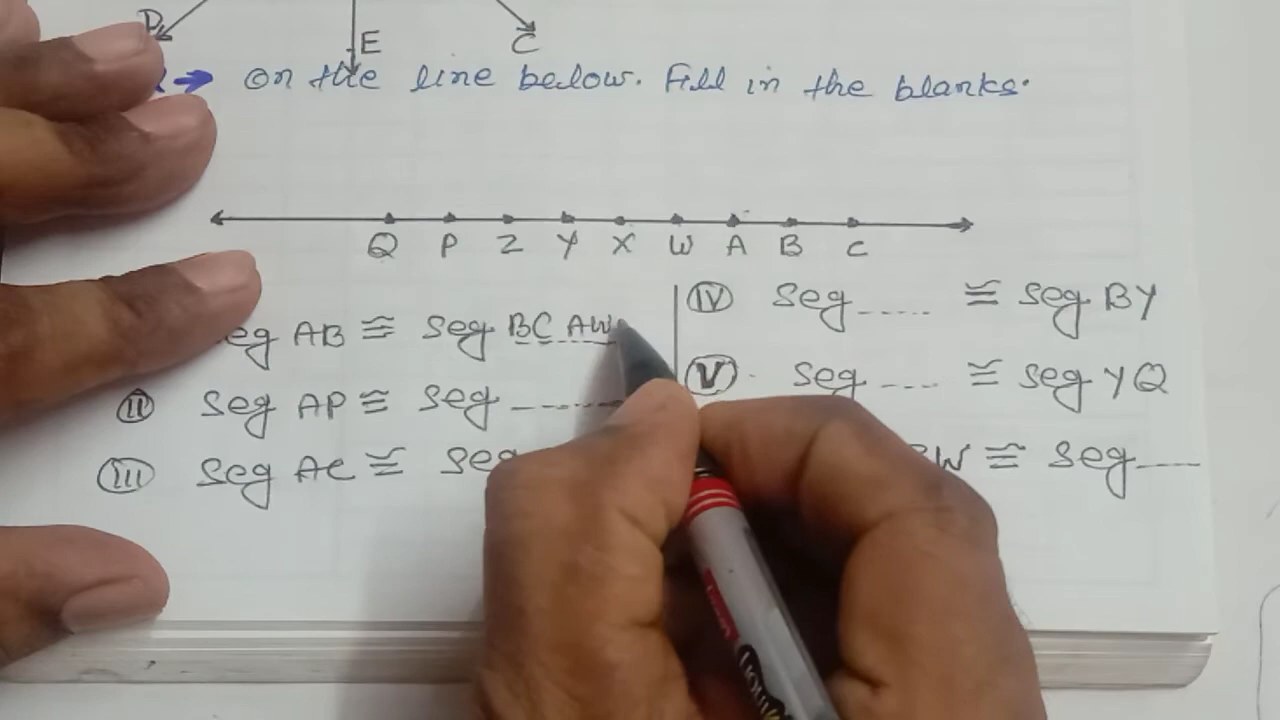 D
E C
on the line below. Fill in the blanks.
Q P Z Y X W A B C
seg AB ≅ seg BC AW
(II) seg AP ≅ seg -----
(III) seg AC ≅ seg
(IV) seg ..... ≅ seg BY
(V) seg .... ≅ seg YQ
W ≅ seg ----